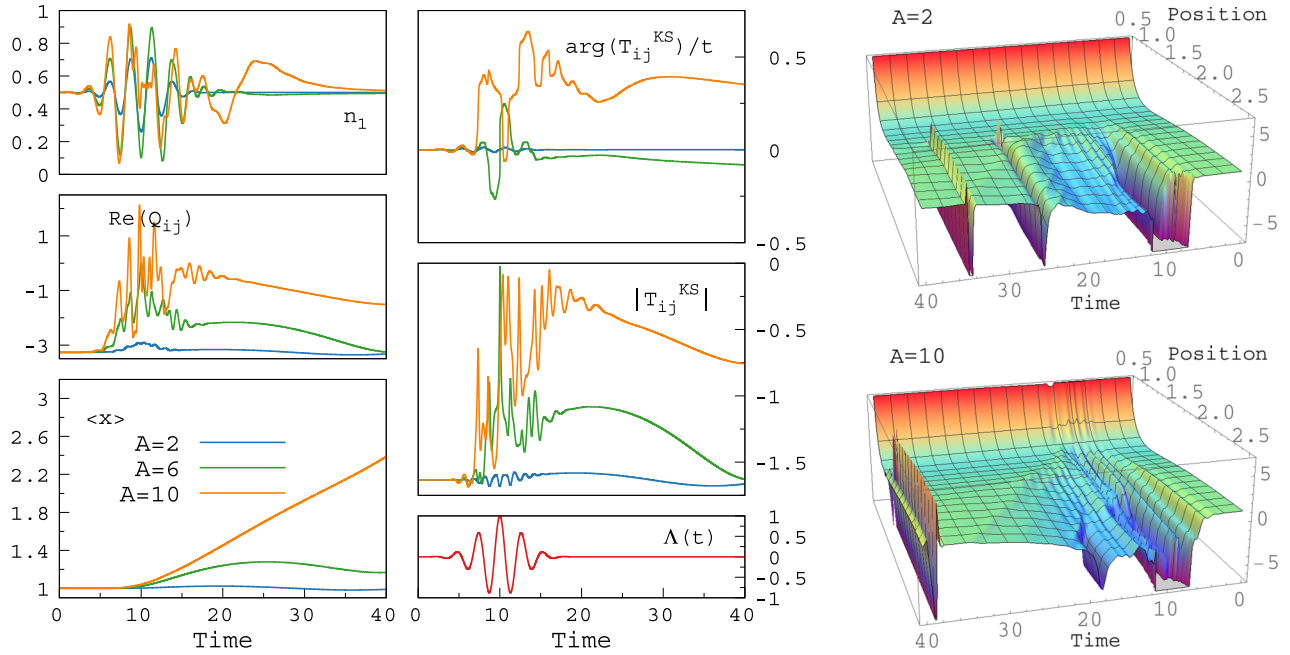 1
0.8
0.6
0.4
0.2
0
n1
1
-1
-3
Re(Qij)
3
2.6
2.2
1.8
1.4
1
<x>
A=2
A=6
A=10
0 10 20 30 40
Time
arg(Tij^KS)/t
0.5
0
-0.5
|Tij^KS|
0
-0.5
-1
-1.5
Λ(t)
1
0.5
0
-0.5
-1
0 10 20 30 40
Time
A=2
Position
0.5
1.0
1.5
2.0
2.5
5
0
-5
40 30 20 10 0
Time
A=10
Position
0.5
1.0
1.5
2.0
2.5
5
0
-5
40 30 20 10 0
Time